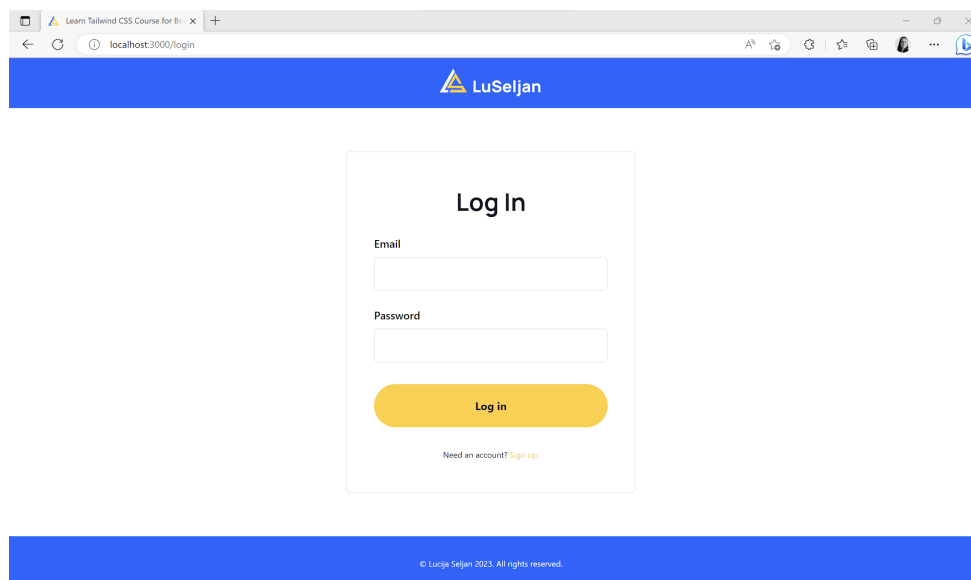 Learn Tailwind CSS Course for Be
localhost:3000/login
LuSeljan
Log In
Email
Password
Log in
Need an account? Sign up.
© Lucija Seljan 2023. All rights reserved.